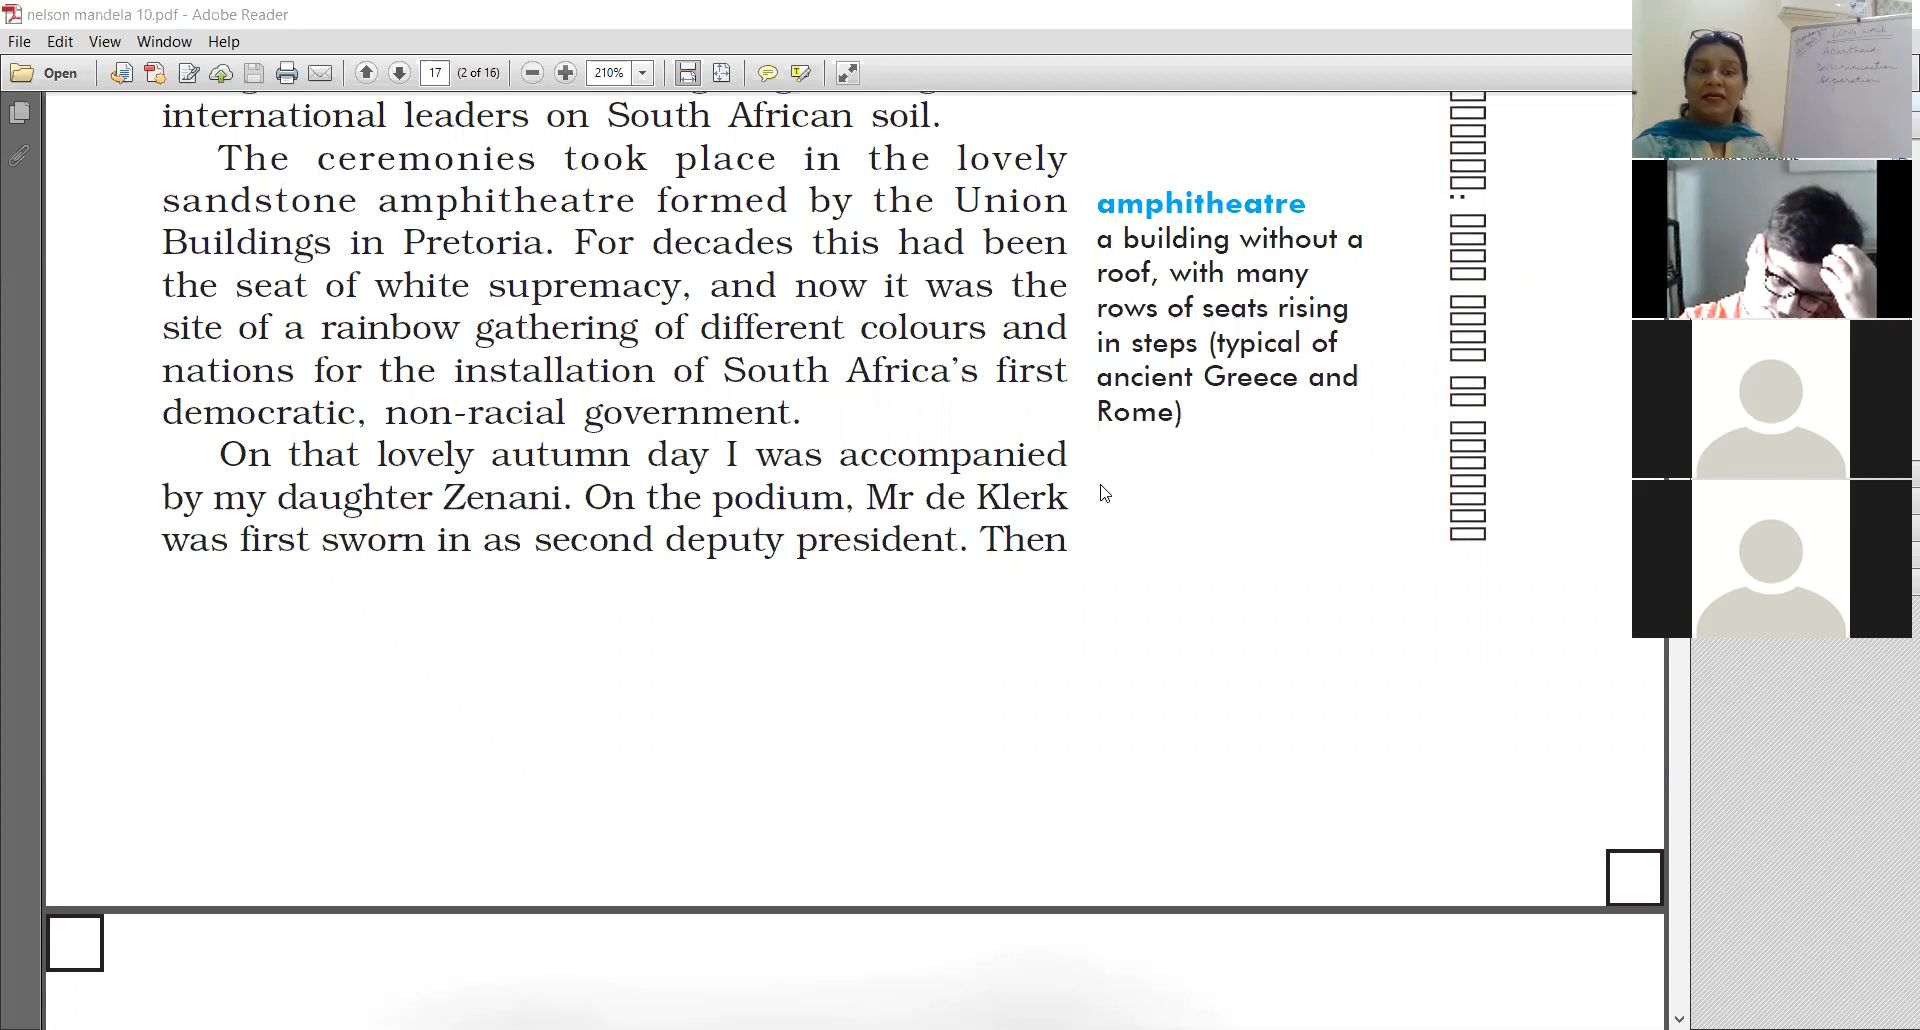 nelson mandela 10.pdf - Adobe Reader
File Edit View Window Help
Open 17 (2 of 16) 210%
international leaders on South African soil.
The ceremonies took place in the lovely
sandstone amphitheatre formed by the Union
Buildings in Pretoria. For decades this had been
the seat of white supremacy, and now it was the
site of a rainbow gathering of different colours and
nations for the installation of South Africa's first
democratic, non-racial government.
On that lovely autumn day I was accompanied
by my daughter Zenani. On the podium, Mr de Klerk
was first sworn in as second deputy president. Then
amphitheatre
a building without a
roof, with many
rows of seats rising
in steps (typical of
ancient Greece and
Rome)
LONG WALK
Apartheid
Discrimination
Separation